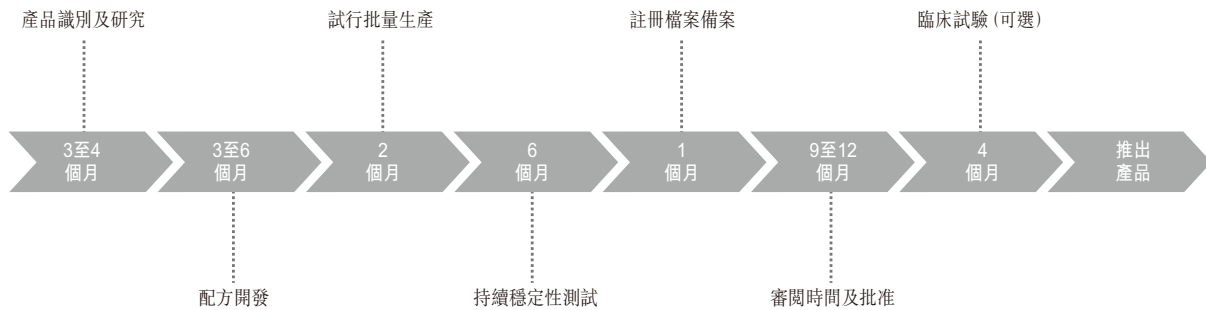 產品識別及研究
試行批量生產
註冊檔案備案
臨床試驗 (可選)
3至4
個月
3至6
個月
2
個月
6
個月
1
個月
9至12
個月
4
個月
推出
產品
配方開發
持續穩定性測試
審閱時間及批准